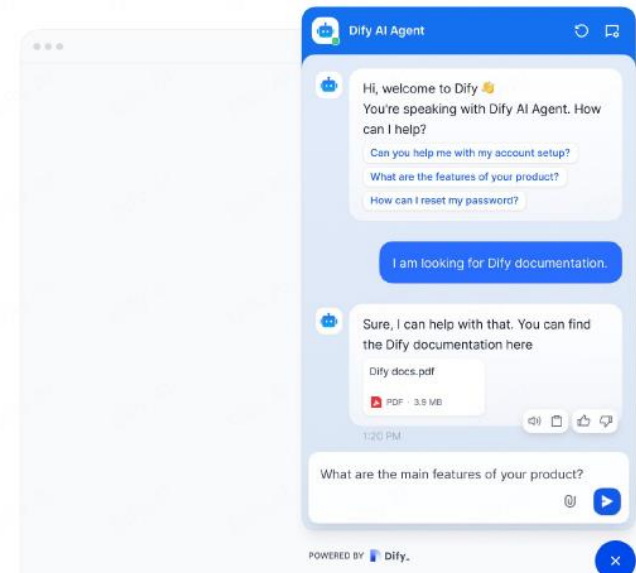 Dify AI Agent
Hi, welcome to Dify 👋
You're speaking with Dify AI Agent. How
can I help?
Can you help me with my account setup?
What are the features of your product?
How can I reset my password?
I am looking for Dify documentation.
Sure, I can help with that. You can find
the Dify documentation here
Dify docs.pdf
PDF · 3.9 MB
1:20 PM
What are the main features of your product?
POWERED BY Dify.